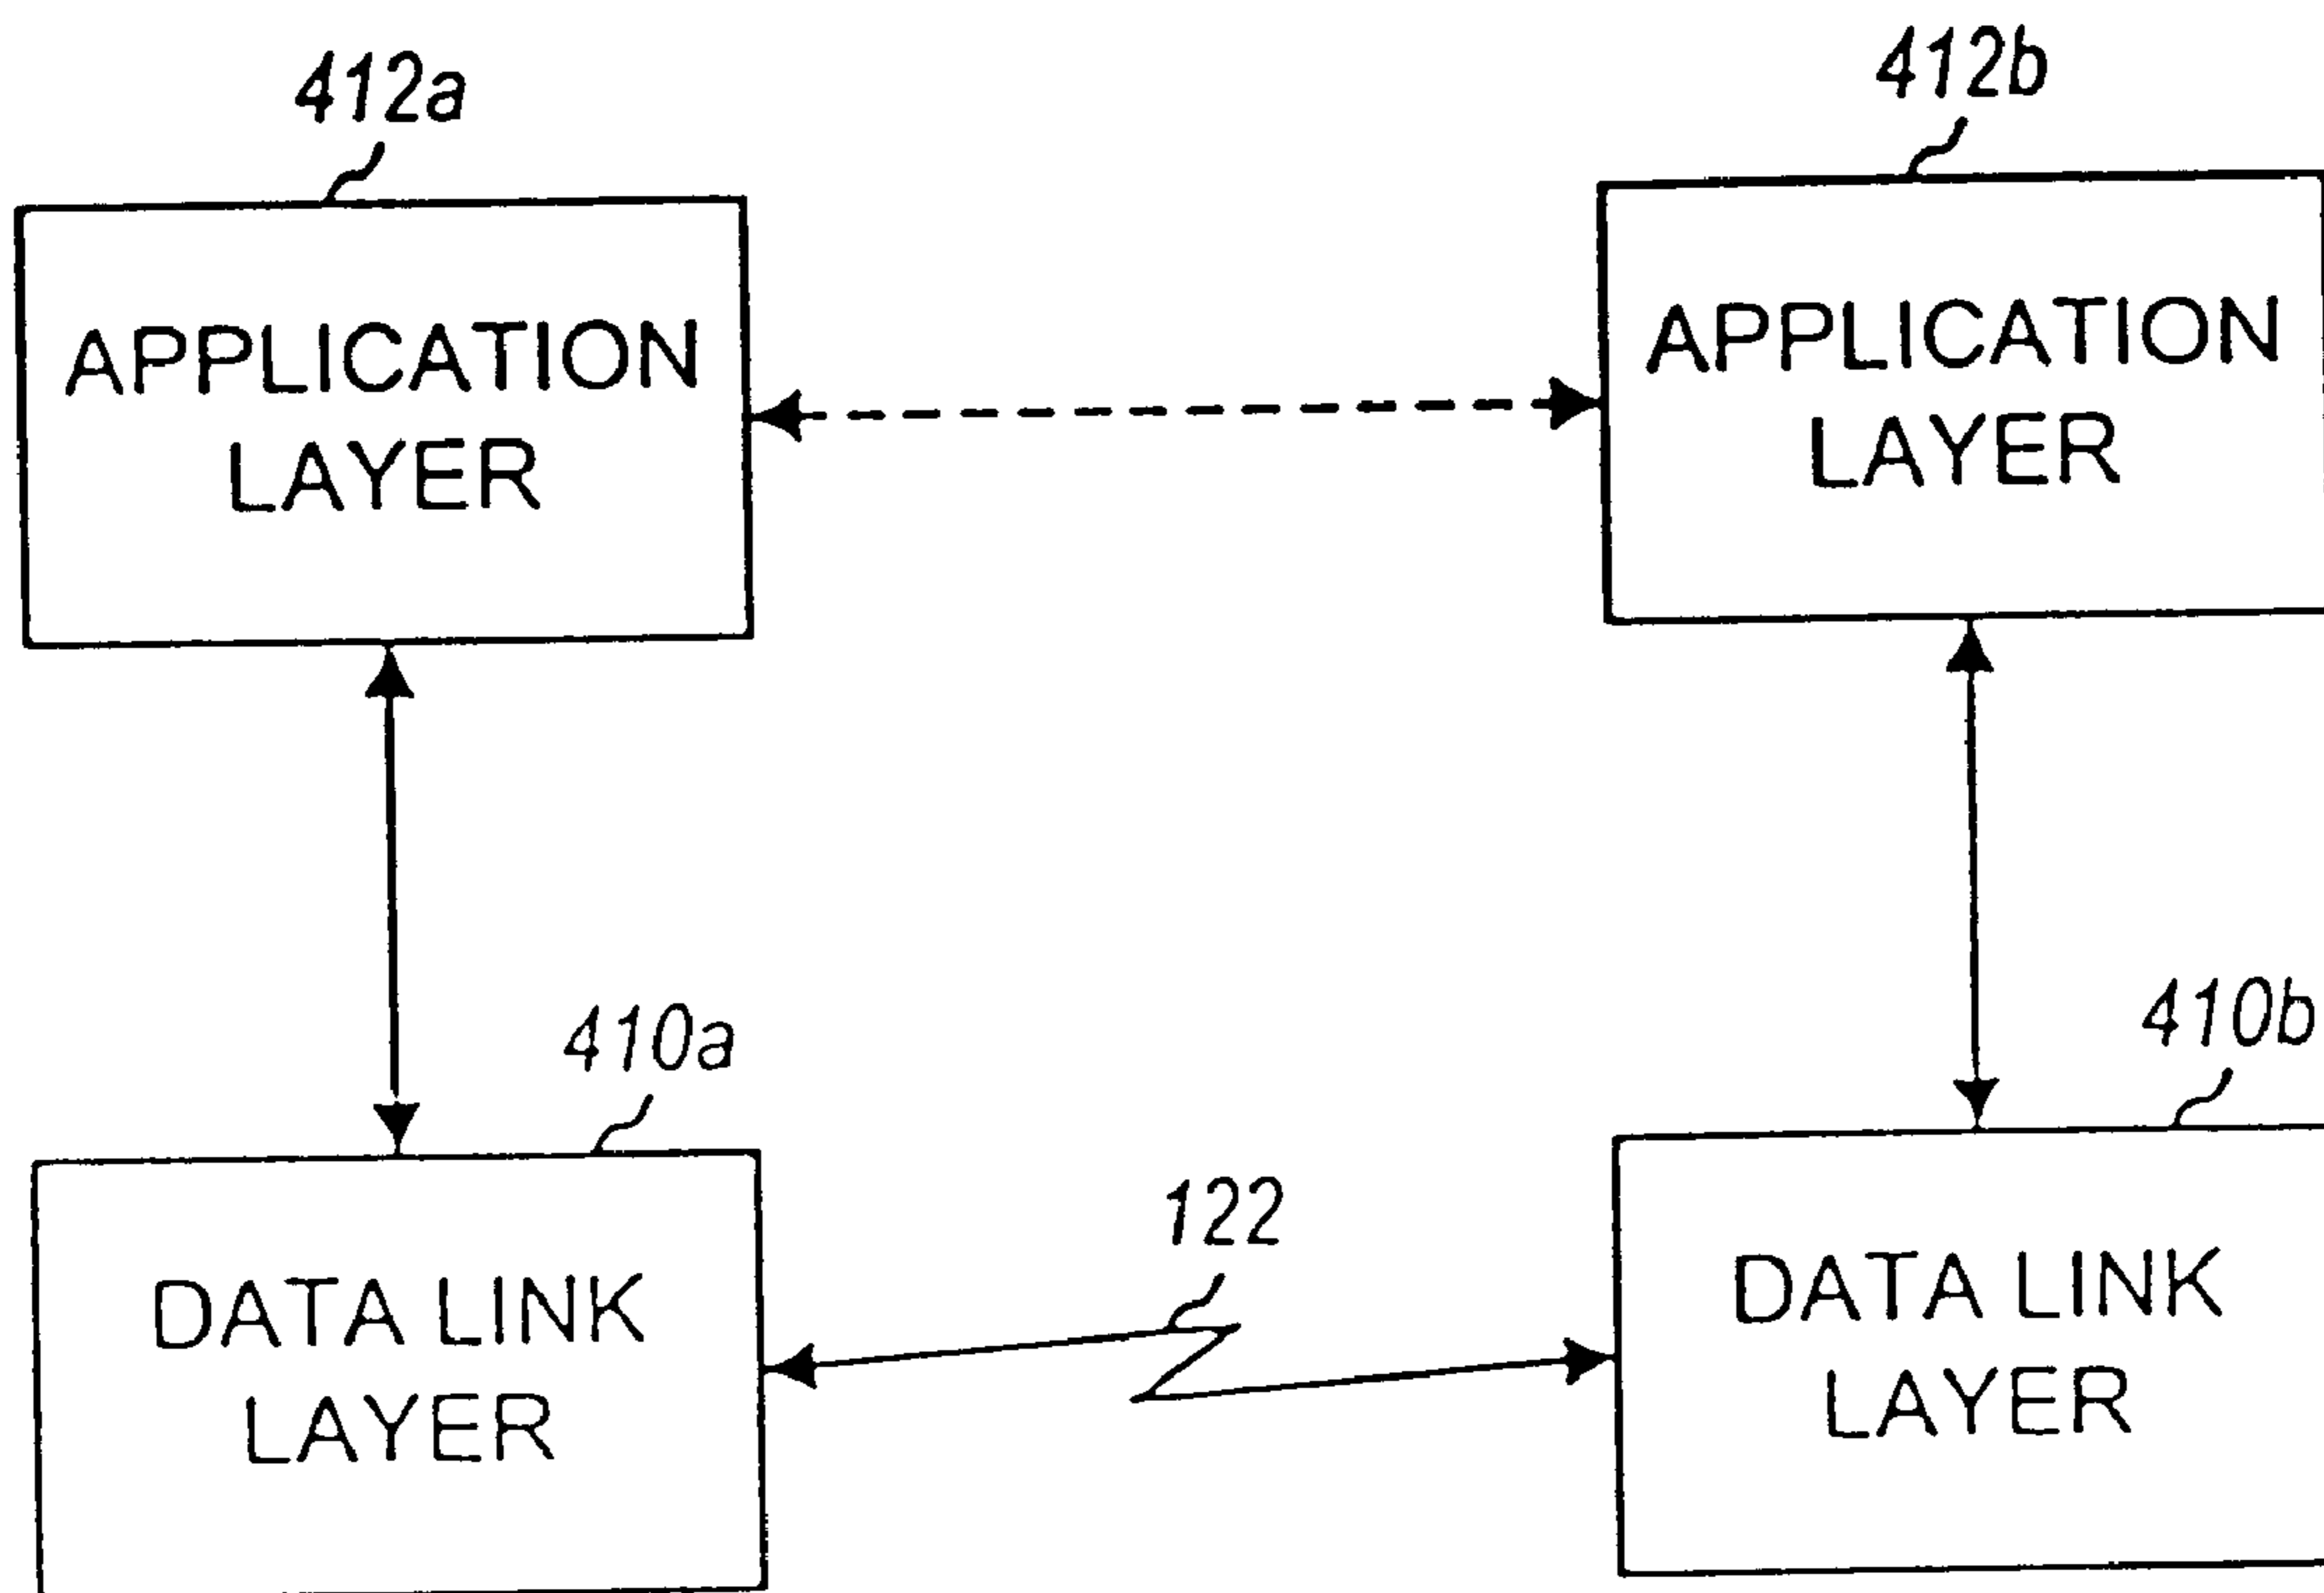 412a
412b
APPLICATION
LAYER
APPLICATION
LAYER
410a
410b
122
DATA LINK
LAYER
DATA LINK
LAYER